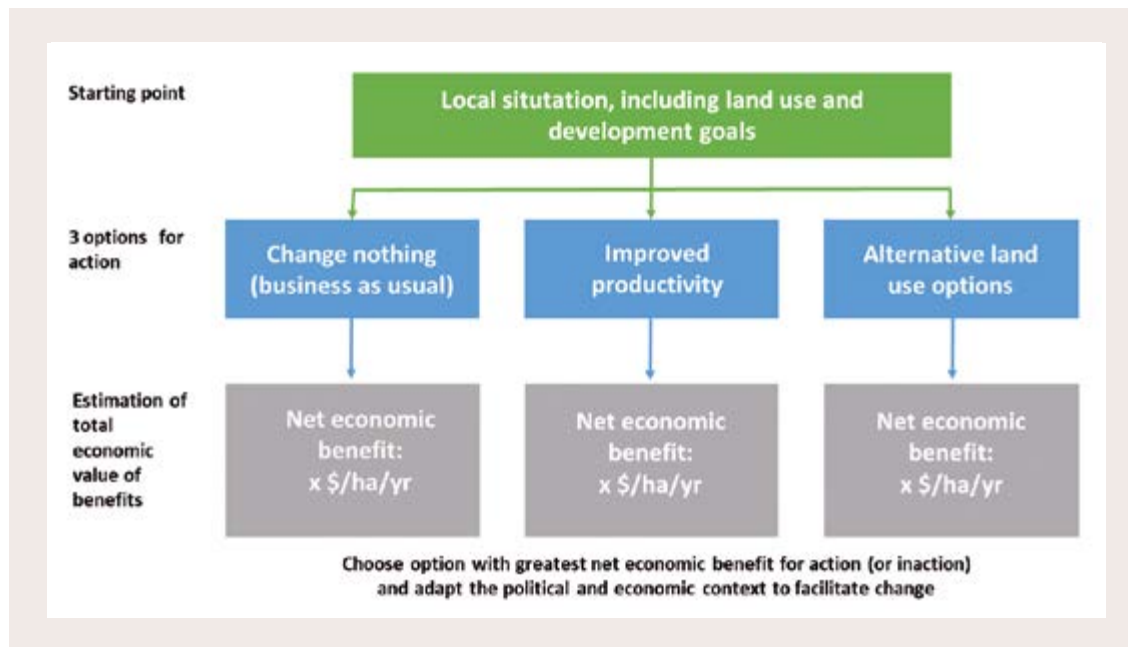 Starting point
Local situtation, including land use and
development goals
3 options for
action
Change nothing
(business as usual)
Improved
productivity
Alternative land
use options
Estimation of
total
economic
value of
benefits
Net economic
benefit:
x $/ha/yr
Net economic
benefit:
x $/ha/yr
Net economic
benefit:
x $/ha/yr
Choose option with greatest net economic benefit for action (or inaction)
and adapt the political and economic context to facilitate change